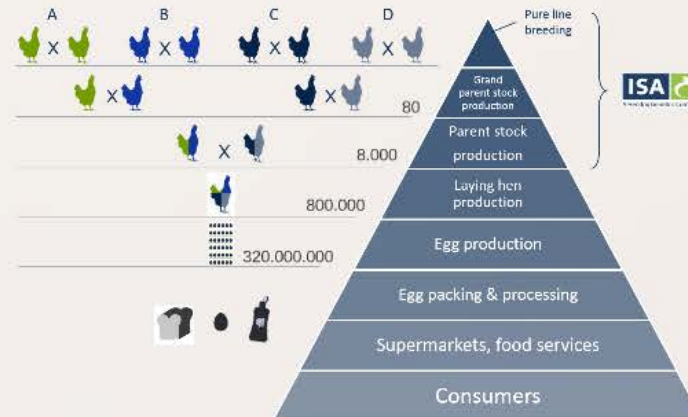 A B C D
X X X X
X X
80
X
8.000
800.000
320.000.000
Pure line
breeding
Grand
parent stock
production
Parent stock
production
Laying hen
production
Egg production
Egg packing & processing
Supermarkets, food services
Consumers
ISA